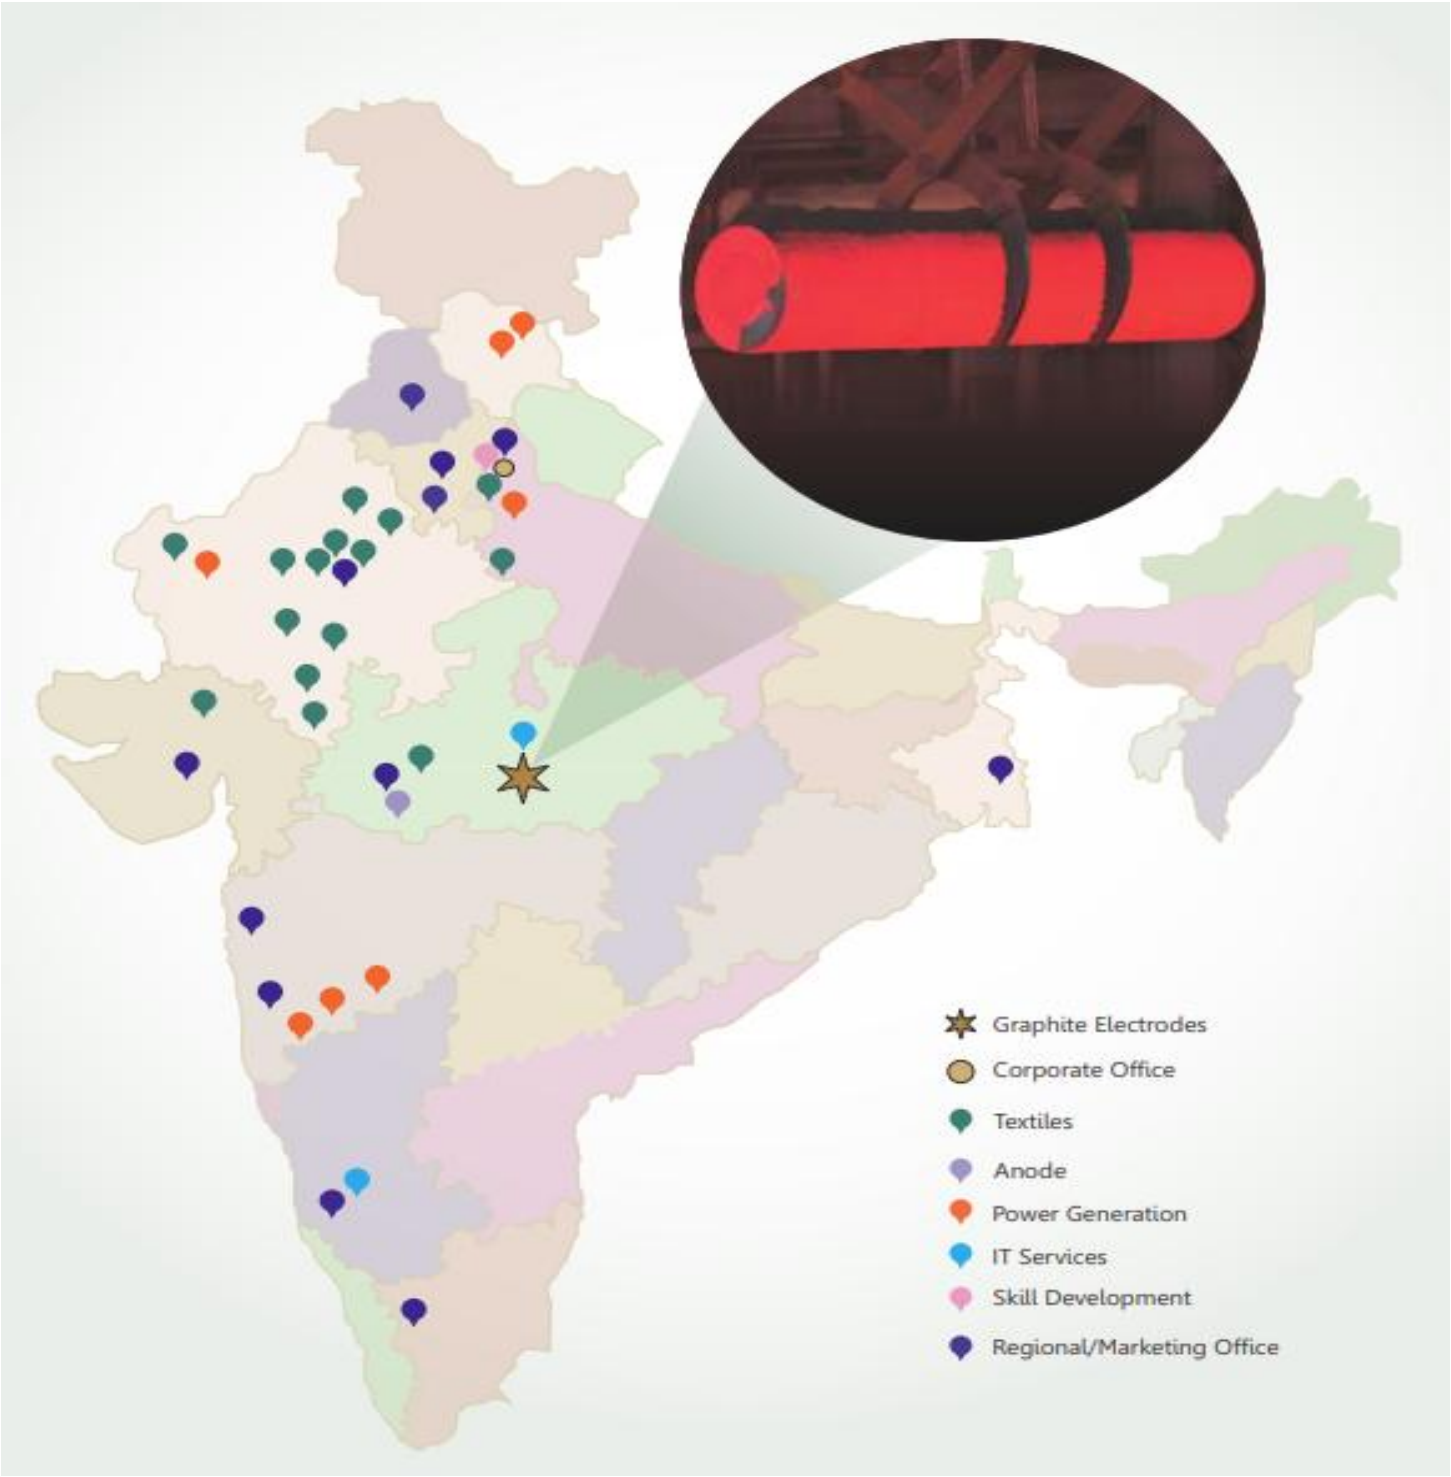 Graphite Electrodes
Corporate Office
Textiles
Anode
Power Generation
IT Services
Skill Development
Regional/Marketing Office